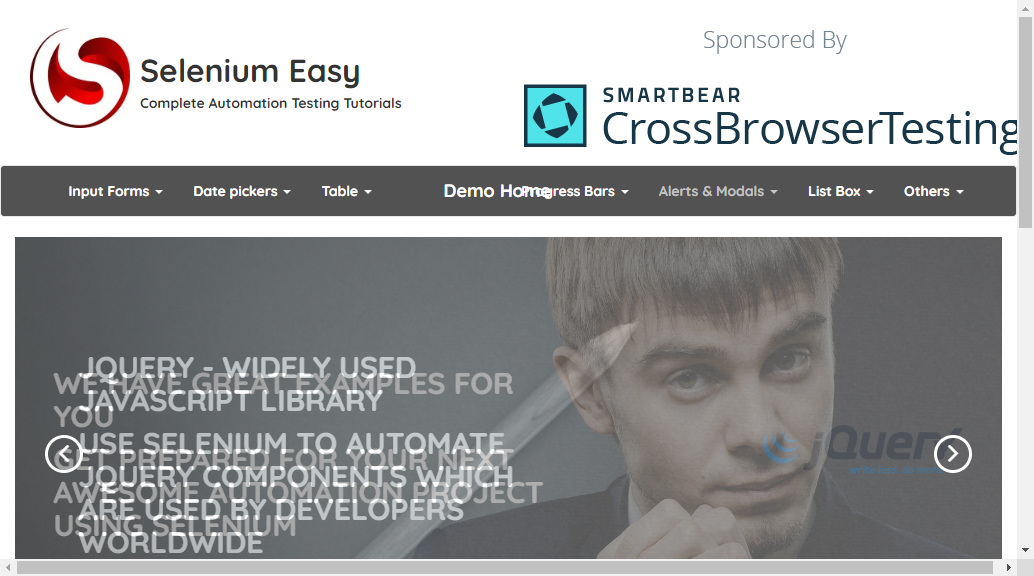 Sponsored By
Selenium Easy
Complete Automation Testing Tutorials
SMARTBEAR
CrossBrowserTesting
Input Forms
Date pickers
Table
Demo Home
Progress Bars
Alerts & Modals
List Box
Others
JQUERY - WIDELY USED
JAVASCRIPT LIBRARY
USE SELENIUM TO AUTOMATE
JQUERY COMPONENTS WHICH
ARE USED BY DEVELOPERS
WORLDWIDE
WE HAVE GREAT EXAMPLES FOR
YOU
GET PREPARED FOR YOUR NEXT
AWESOME AUTOMATION PROJECT
USING SELENIUM
jQuery